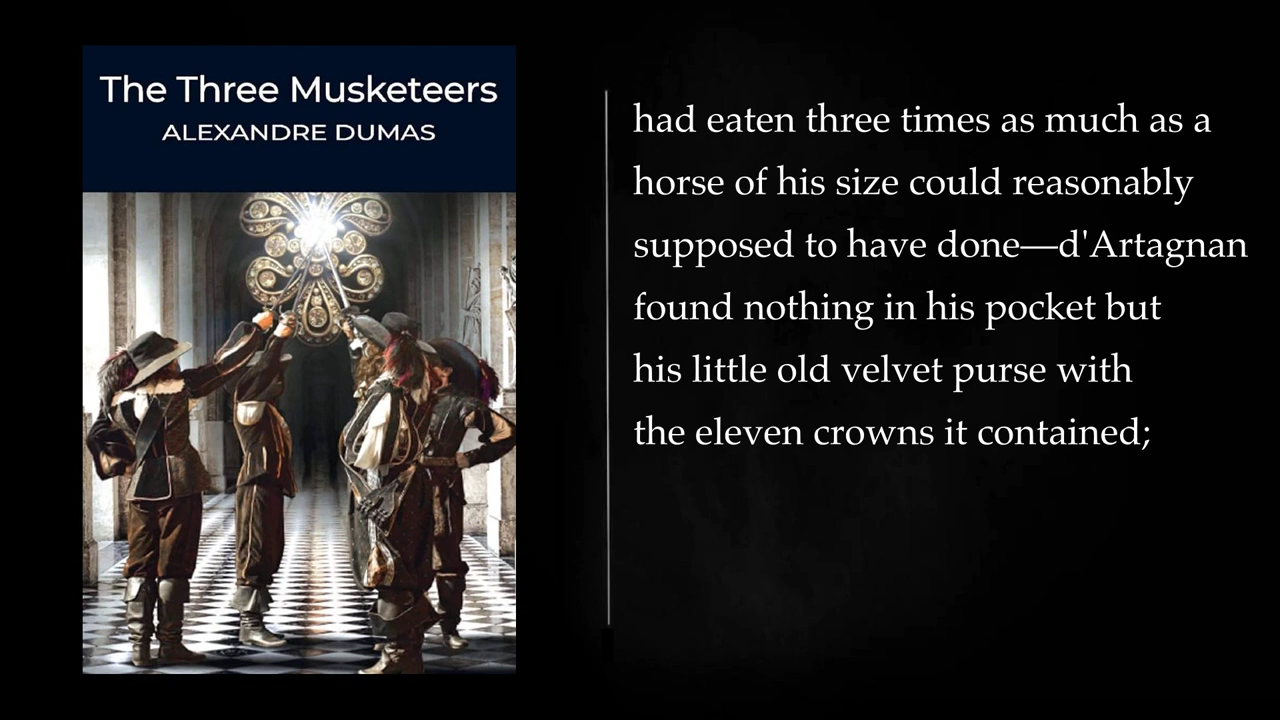 The Three Musketeers
ALEXANDRE DUMAS
had eaten three times as much as a
horse of his size could reasonably
supposed to have done—d'Artagnan
found nothing in his pocket but
his little old velvet purse with
the eleven crowns it contained;